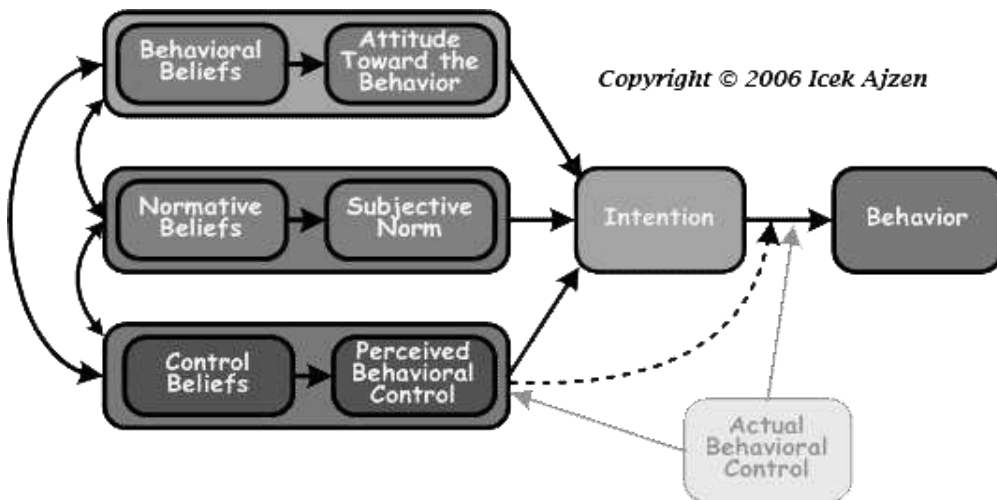 Behavioral
Beliefs
Attitude
Toward the
Behavior
Copyright © 2006 Icek Ajzen
Normative
Beliefs
Subjective
Norm
Intention
Behavior
Control
Beliefs
Perceived
Behavioral
Control
Actual
Behavioral
Control